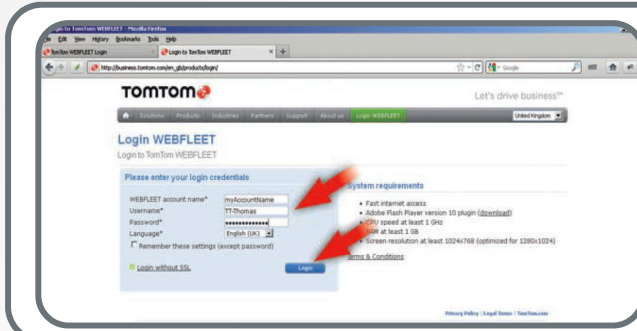 Login to TomTom WEBFLEET - Mozilla Firefox
File Edit View History Bookmarks Tools Help
TomTom WEBFLEET Login
Login to TomTom WEBFLEET × +
http://business.tomtom.com/en_gb/products/login/
Google
TOMTOM
Let's drive business™
Solutions Products Industries Partners Support About us Login WEBFLEET
United Kingdom
Login WEBFLEET
Login to TomTom WEBFLEET
Please enter your login credentials
WEBFLEET account name* myAccountName
Username* TT-Thomas
Password* •••••••••••••
Language* English (UK)
Remember these settings (except password)
Login without SSL
Login
System requirements
• Fast internet access
• Adobe Flash Player version 10 plugin (download)
• CPU speed at least 1 GHz
RAM at least 1 GB
Screen resolution at least 1024x768 (optimized for 1280x1024)
Terms & Conditions
Privacy Policy | Legal Terms | TomTom.com